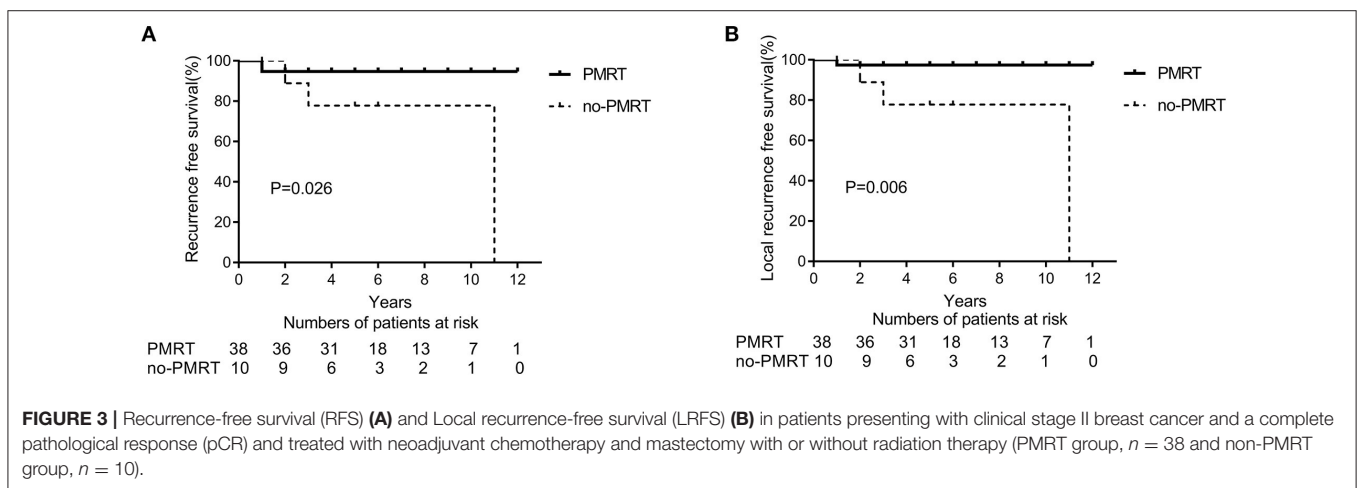 A
Recurrence free survival(%)
100
80
60
40
20
0
P=0.026
PMRT
no-PMRT
0 2 4 6 8 10 12
Years
Numbers of patients at risk
PMRT 38 36 31 18 13 7 1
no-PMRT 10 9 6 3 2 1 0
B
Local recurrence free survival(%)
100
80
60
40
20
0
P=0.006
PMRT
no-PMRT
0 2 4 6 8 10 12
Years
Numbers of patients at risk
PMRT 38 36 31 18 13 7 1
no-PMRT 10 9 6 3 2 1 0
FIGURE 3 | Recurrence-free survival (RFS) (A) and Local recurrence-free survival (LRFS) (B) in patients presenting with clinical stage II breast cancer and a complete
pathological response (pCR) and treated with neoadjuvant chemotherapy and mastectomy with or without radiation therapy (PMRT group, n = 38 and non-PMRT
group, n = 10).